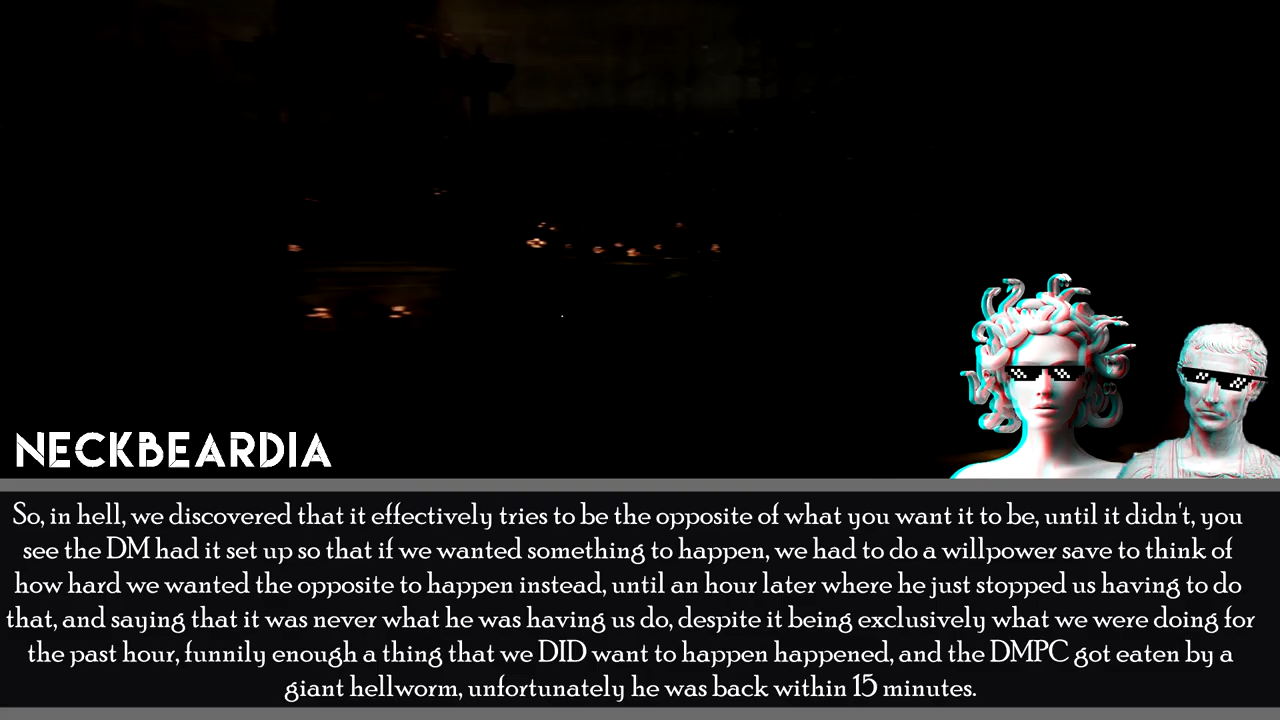 NECKBEARDIA
So, in hell, we discovered that it effectively tries to be the opposite of what you want it to be, until it didn't, you
see the DM had it set up so that if we wanted something to happen, we had to do a willpower save to think of
how hard we wanted the opposite to happen instead, until an hour later where he just stopped us having to do
that, and saying that it was never what he was having us do, despite it being exclusively what we were doing for
the past hour, funnily enough a thing that we DID want to happen happened, and the DMPC got eaten by a
giant hellworm, unfortunately he was back within 15 minutes.